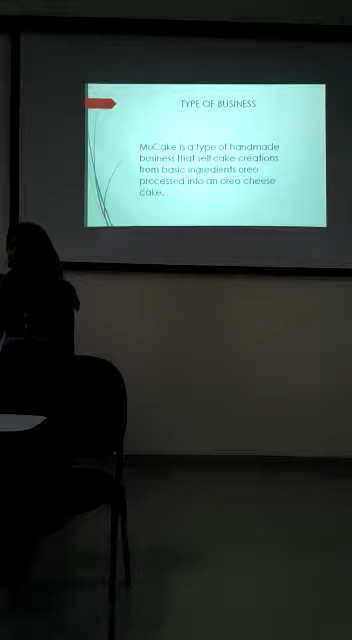 TYPE OF BUSINESS
MuCake is a type of handmade
business that sell cake creations
from basic ingredients oreo
processed into an oreo cheese
cake.